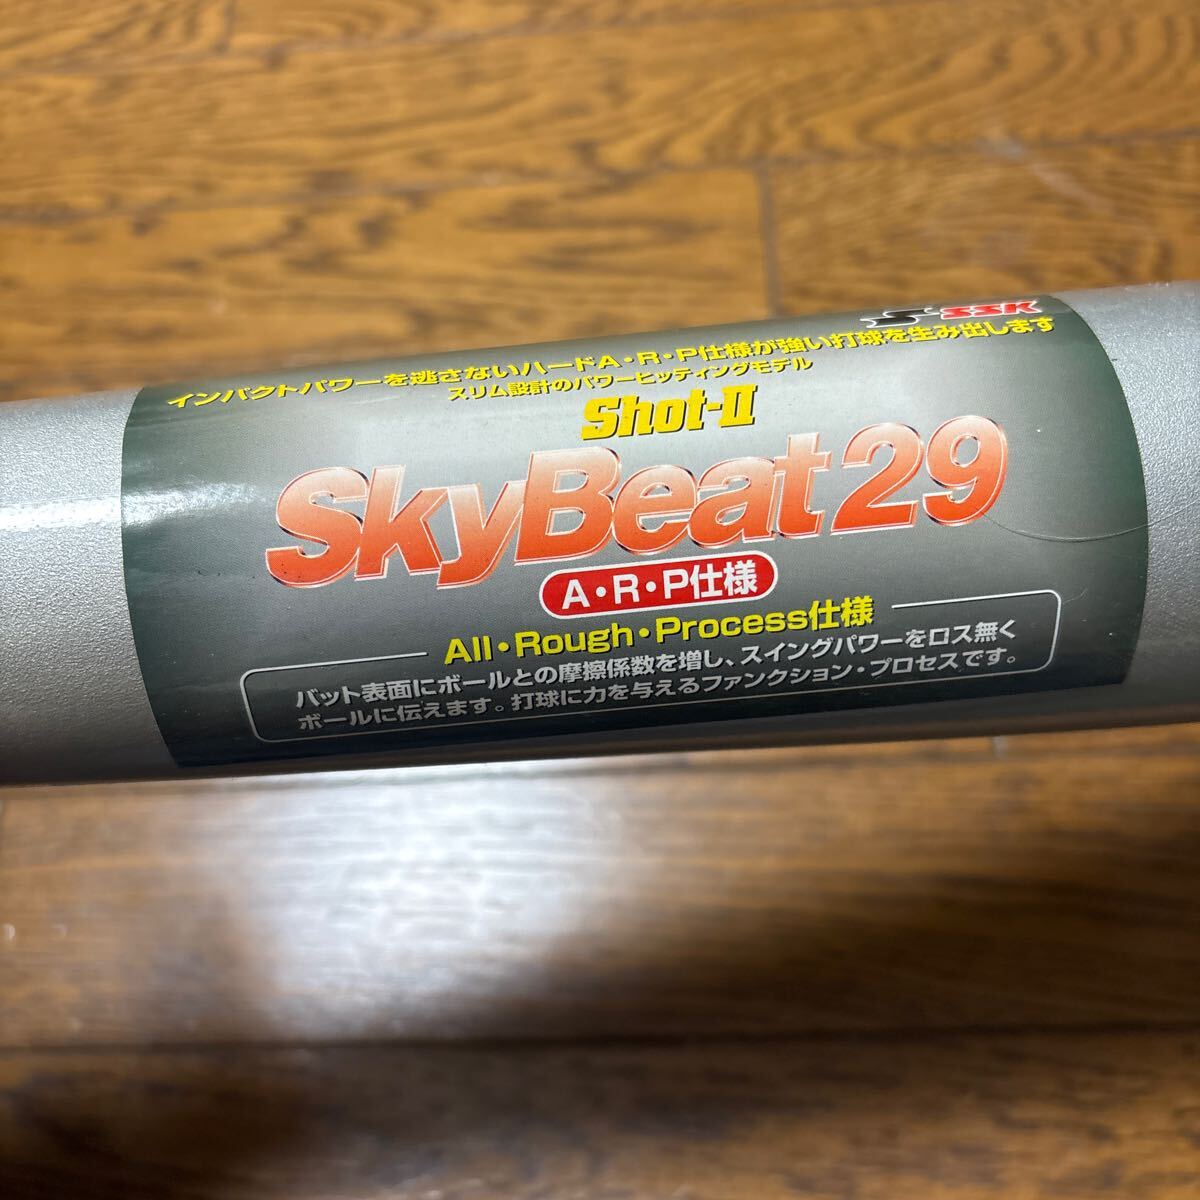 SSK
インパクトパワーを逃さないハードA・R・P仕様が強い打球を生み出します
スリム設計のパワーヒッティングモデル
Shot-II
SkyBeat29
A・R・P仕様
All・Rough・Process仕様
バット表面にボールとの摩擦係数を増し、スイングパワーをロス無く
ボールに伝えます。打球に力を与えるファンクション・プロセスです。